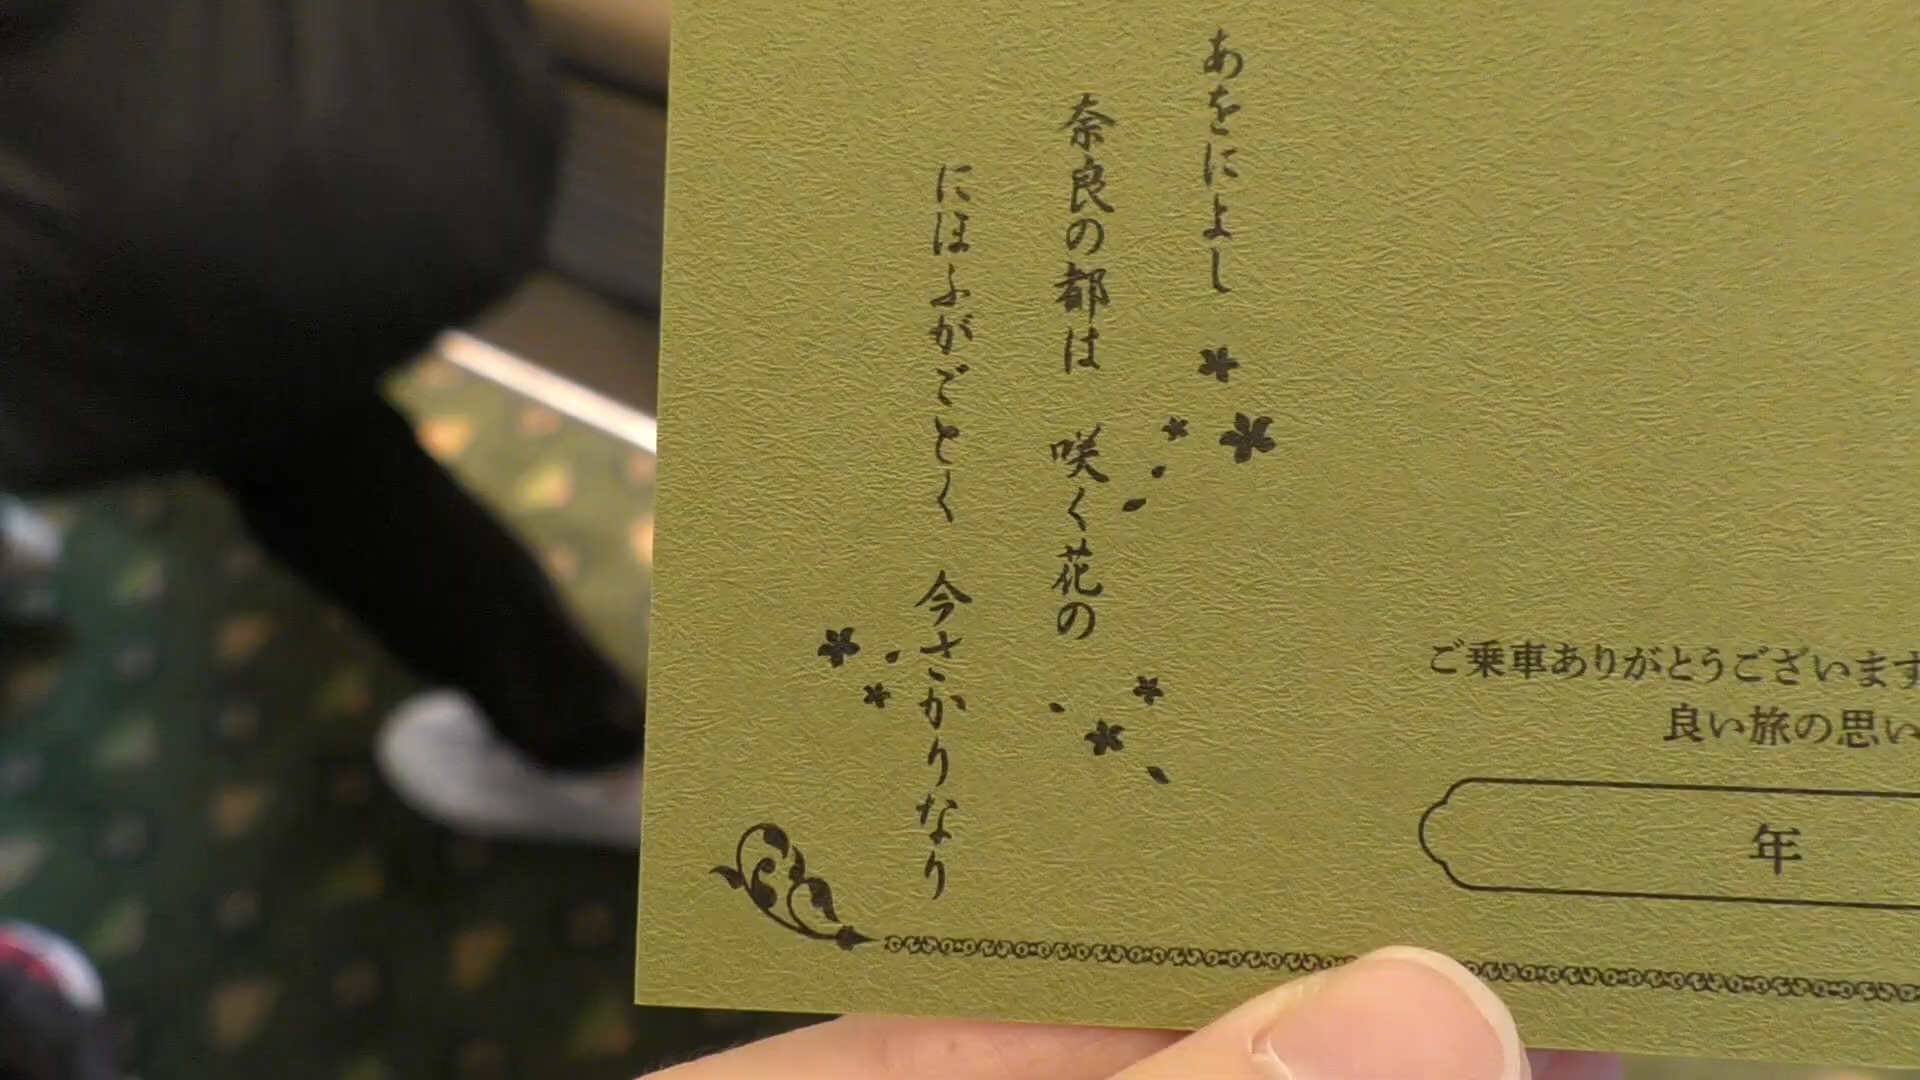 あをによし
奈良の都は 咲く花の
にほふがごとく 今さかりなり
ご乗車ありがとうございます
良い旅の思い
年